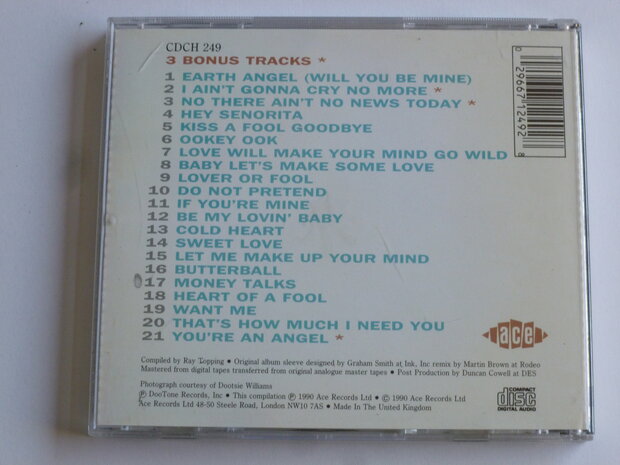 CDCH 249
3 BONUS TRACKS *
1 EARTH ANGEL (WILL YOU BE MINE)
2 I AIN'T GONNA CRY NO MORE *
3 NO THERE AIN'T NO NEWS TODAY *
4 HEY SENORITA
5 KISS A FOOL GOODBYE
6 OOKEY OOK
7 LOVE WILL MAKE YOUR MIND GO WILD
8 BABY LET'S MAKE SOME LOVE
9 LOVER OR FOOL
10 DO NOT PRETEND
11 IF YOU'RE MINE
12 BE MY LOVIN' BABY
13 COLD HEART
14 SWEET LOVE
15 LET ME MAKE UP YOUR MIND
16 BUTTERBALL
17 MONEY TALKS
18 HEART OF A FOOL
19 WANT ME
20 THAT'S HOW MUCH I NEED YOU
21 YOU'RE AN ANGEL *
0 29667 12492 8
ace
Compiled by Ray Topping • Original album sleeve designed by Graham Smith at Ink, Inc remix by Martin Brown at Rodeo
Mastered from digital tapes transferred from original analogue master tapes • Post Production by Duncan Cowell at DES
Photograph courtesy of Dootsie Williams
Ⓟ DooTone Records, Inc • This compilation Ⓟ 1990 Ace Records Ltd • © 1990 Ace Records Ltd
Ace Records Ltd 48-50 Steele Road, London NW10 7AS • Made In The United Kingdom
COMPACT
disc
DIGITAL AUDIO